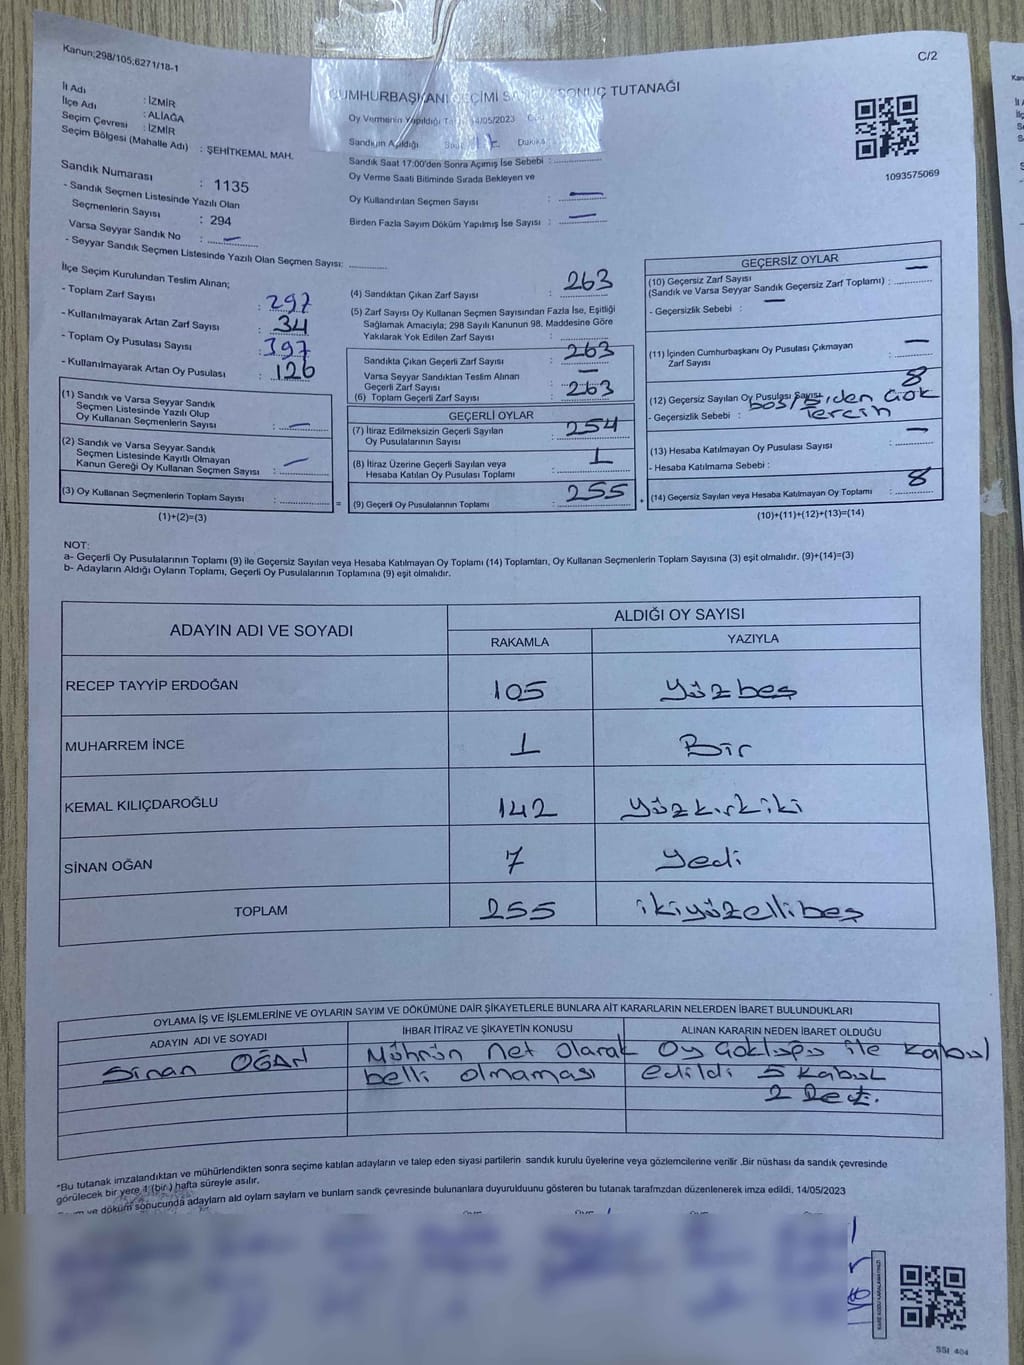 Kanun;298/105,6271/18-1
C/2
CUMHURBAŞKANI SEÇİMİ SANDIK SONUÇ TUTANAĞI
İl Adı : İZMİR
İlçe Adı : ALİAĞA
Seçim Çevresi : İZMİR
Seçim Bölgesi (Mahalle Adı) : ŞEHİTKEMAL MAH.
Oy Vermenin Yapıldığı 14/05/2023
Sandığın Açıldığı Dakika
Sandık Saat 17:00'den Sonra Açımış İse Sebebi :
Oy Verme Saati Bitiminde Sırada Bekleyen ve
Oy Kullandırılan Seçmen Sayısı : —
Birden Fazla Sayım Döküm Yapılmış İse Sayısı : —
1093575069
Sandık Numarası : 1135
- Sandık Seçmen Listesinde Yazılı Olan
Seçmenlerin Sayısı : 294
Varsa Seyyar Sandık No : —
- Seyyar Sandık Seçmen Listesinde Yazılı Olan Seçmen Sayısı:
İlçe Seçim Kurulundan Teslim Alınan;
- Toplam Zarf Sayısı : 297
- Kullanılmayarak Artan Zarf Sayısı : 34
- Toplam Oy Pusulası Sayısı : 397
- Kullanılmayarak Artan Oy Pusulası : 126
(1) Sandık ve Varsa Seyyar Sandık
Seçmen Listesinde Yazılı Olup
Oy Kullanan Seçmenlerin Sayısı : —
(2) Sandık ve Varsa Seyyar Sandık
Seçmen Listesinde Kayıtlı Olmayan
Kanun Gereği Oy Kullanan Seçmen Sayısı : —
(3) Oy Kullanan Seçmenlerin Toplam Sayısı :
=
(1)+(2)=(3)
(4) Sandıktan Çıkan Zarf Sayısı : 263
(5) Zarf Sayısı Oy Kullanan Seçmen Sayısından Fazla İse, Eşitliği
Sağlamak Amacıyla; 298 Sayılı Kanunun 98. Maddesine Göre
Yakılarak Yok Edilen Zarf Sayısı :
Sandıkta Çıkan Geçerli Zarf Sayısı : 263
Varsa Seyyar Sandıktan Teslim Alınan
Geçerli Zarf Sayısı : —
(6) Toplam Geçerli Zarf Sayısı : 263
GEÇERLİ OYLAR
(7) İtiraz Edilmeksizin Geçerli Sayılan
Oy Pusulalarının Sayısı : 254
(8) İtiraz Üzerine Geçerli Sayılan veya
Hesaba Katılan Oy Pusulası Toplamı : 1
(9) Geçerli Oy Pusulalarının Toplamı : 255
+
GEÇERSİZ OYLAR
(10) Geçersiz Zarf Sayısı
(Sandık ve Varsa Seyyar Sandık Geçersiz Zarf Toplamı) : —
- Geçersizlik Sebebi : —
(11) İçinden Cumhurbaşkanı Oy Pusulası Çıkmayan
Zarf Sayısı : —
(12) Geçersiz Sayılan Oy Pusulası Sayısı 8
- Geçersizlik Sebebi : boş / Birden Çok
Tercih
(13) Hesaba Katılmayan Oy Pusulası Sayısı : —
- Hesaba Katılmama Sebebi :
(14) Geçersiz Sayılan veya Hesaba Katılmayan Oy Toplamı : 8
(10)+(11)+(12)+(13)=(14)
NOT:
a- Geçerli Oy Pusulalarının Toplamı (9) ile Geçersiz Sayılan veya Hesaba Katılmayan Oy Toplamı (14) Toplamları, Oy Kullanan Seçmenlerin Toplam Sayısına (3) eşit olmalıdır. (9)+(14)=(3)
b- Adayların Aldığı Oyların Toplamı, Geçerli Oy Pusulalarının Toplamına (9) eşit olmalıdır.
ADAYIN ADI VE SOYADI
ALDIĞI OY SAYISI
RAKAMLA YAZIYLA
RECEP TAYYİP ERDOĞAN 105 Yüzbeş
MUHARREM İNCE 1 Bir
KEMAL KILIÇDAROĞLU 142 yüzkırkiki
SİNAN OĞAN 7 Yedi
TOPLAM 255 ikiyüzellibeş
OYLAMA İŞ VE İŞLEMLERİNE VE OYLARIN SAYIM VE DÖKÜMÜNE DAİR ŞİKAYETLERLE BUNLARA AİT KARARLARIN NELERDEN İBARET BULUNDUKLARI
ADAYIN ADI VE SOYADI İHBAR İTİRAZ VE ŞİKAYETİN KONUSU ALINAN KARARIN NEDEN İBARET OLDUĞU
Sinan OĞAN Mührün net olarak Oy Çokluğu ile kabul
belli olmaması edildi 5 kabul
2 Red.
*Bu tutanak imzalandıktan ve mühürlendikten sonra seçime katılan adayların ve talep eden siyasi partilerin sandık kurulu üyelerine veya gözlemcilerine verilir .Bir nüshası da sandık çevresinde
görülecek bir yere 1 (bir) hafta süreyle asılır.
ve döküm sonucunda adayların ald oyların sayların ve bunların sandık çevresinde bulunanlara duyurulduunu gösteren bu tutanak tarafmzdan düzenlenerek imza edildi. 14/05/2023
SSI 404